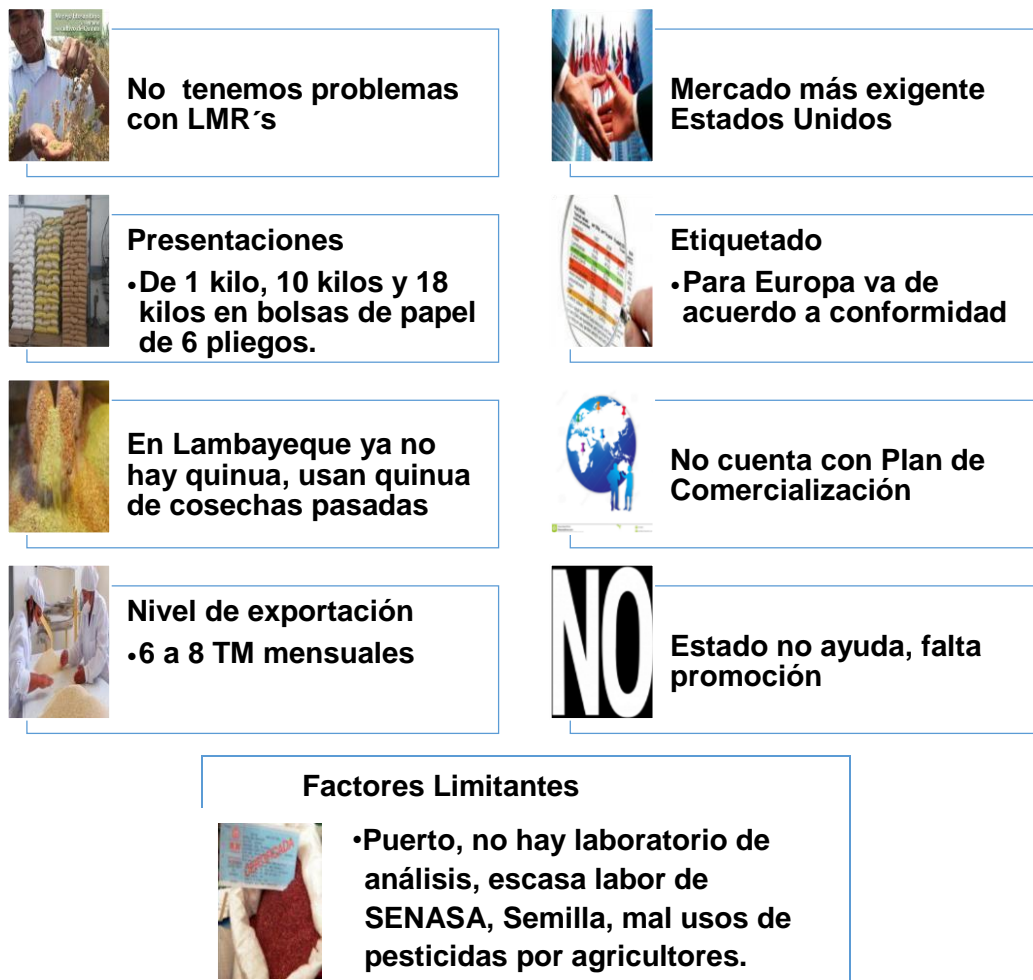 No tenemos problemas
con LMR´s
Mercado más exigente
Estados Unidos
Presentaciones
•De 1 kilo, 10 kilos y 18
kilos en bolsas de papel
de 6 pliegos.
Etiquetado
•Para Europa va de
acuerdo a conformidad
En Lambayeque ya no
hay quinua, usan quinua
de cosechas pasadas
No cuenta con Plan de
Comercialización
Nivel de exportación
•6 a 8 TM mensuales
NO
Estado no ayuda, falta
promoción
Factores Limitantes
•Puerto, no hay laboratorio de
análisis, escasa labor de
SENASA, Semilla, mal usos de
pesticidas por agricultores.